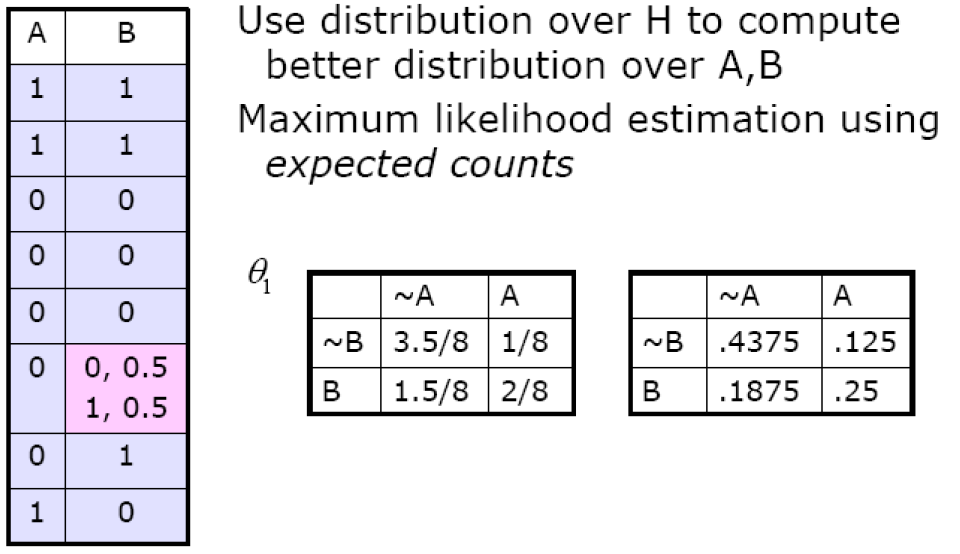 A B
1 1
1 1
0 0
0 0
0 0
0 0, 0.5
1, 0.5
0 1
1 0
Use distribution over H to compute
better distribution over A,B
Maximum likelihood estimation using
expected counts
θ1
~A A
~B 3.5/8 1/8
B 1.5/8 2/8
~A A
~B .4375 .125
B .1875 .25